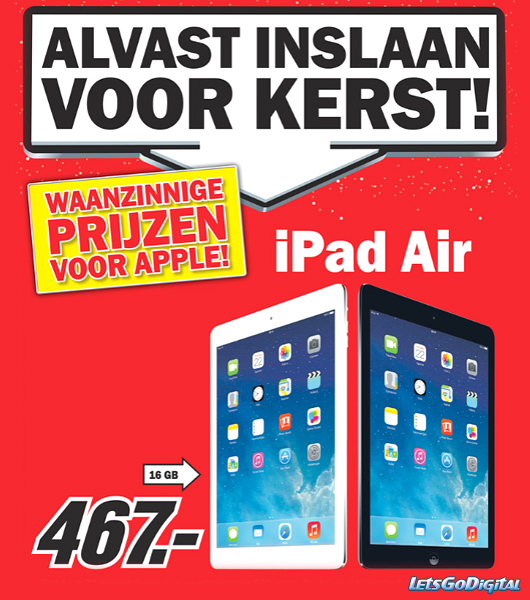 ALVAST INSLAAN
VOOR KERST!
WAANZINNIGE
PRIJZEN
VOOR APPLE!
iPad Air
16 GB
467.-
LETSGODIGITAL